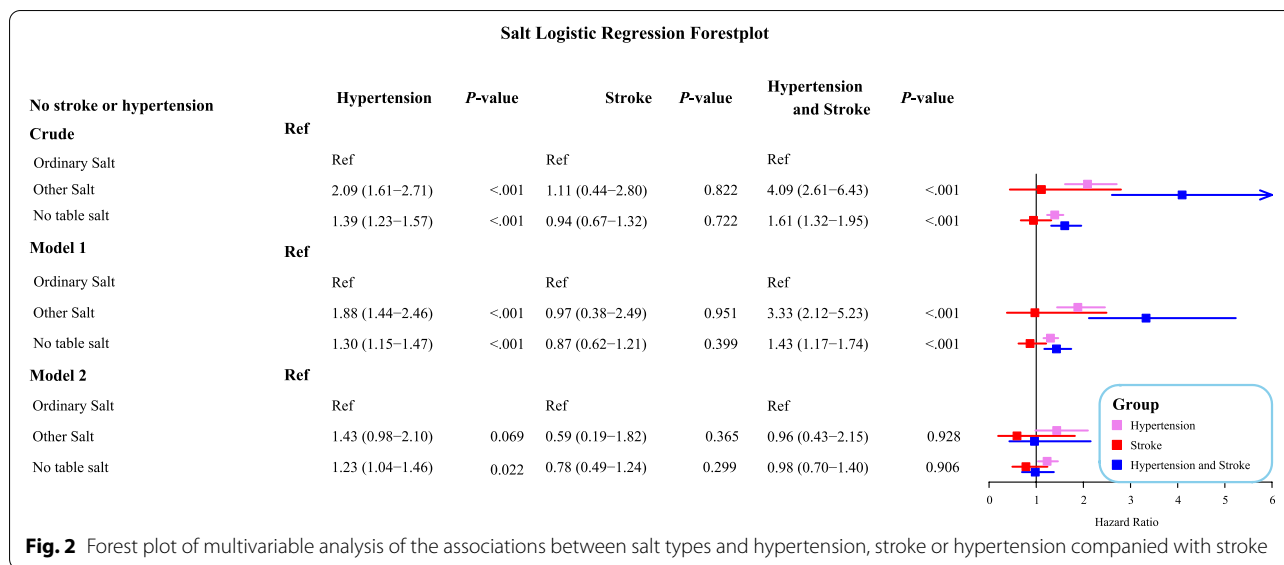 Salt Logistic Regression Forestplot
No stroke or hypertension Hypertension P-value Stroke P-value Hypertension and Stroke P-value
Crude Ref
Ordinary Salt Ref Ref Ref
Other Salt 2.09 (1.61−2.71) <.001 1.11 (0.44−2.80) 0.822 4.09 (2.61−6.43) <.001
No table salt 1.39 (1.23−1.57) <.001 0.94 (0.67−1.32) 0.722 1.61 (1.32−1.95) <.001
Model 1 Ref
Ordinary Salt Ref Ref Ref
Other Salt 1.88 (1.44−2.46) <.001 0.97 (0.38−2.49) 0.951 3.33 (2.12−5.23) <.001
No table salt 1.30 (1.15−1.47) <.001 0.87 (0.62−1.21) 0.399 1.43 (1.17−1.74) <.001
Model 2 Ref
Ordinary Salt Ref Ref Ref
Other Salt 1.43 (0.98−2.10) 0.069 0.59 (0.19−1.82) 0.365 0.96 (0.43−2.15) 0.928
No table salt 1.23 (1.04−1.46) 0.022 0.78 (0.49−1.24) 0.299 0.98 (0.70−1.40) 0.906
Group
Hypertension
Stroke
Hypertension and Stroke
0 1 2 3 4 5 6
Hazard Ratio
Fig. 2 Forest plot of multivariable analysis of the associations between salt types and hypertension, stroke or hypertension companied with stroke